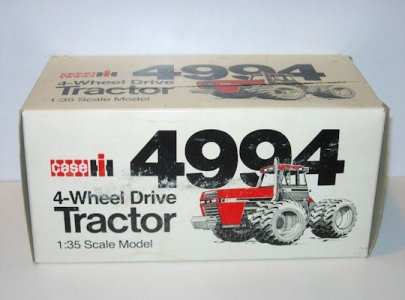 CASE IH 4994
4-Wheel Drive
Tractor
1:35 Scale Model
CASE IH 4994
4-Wheel Drive
Tractor
CASE
1:35 Scale Model